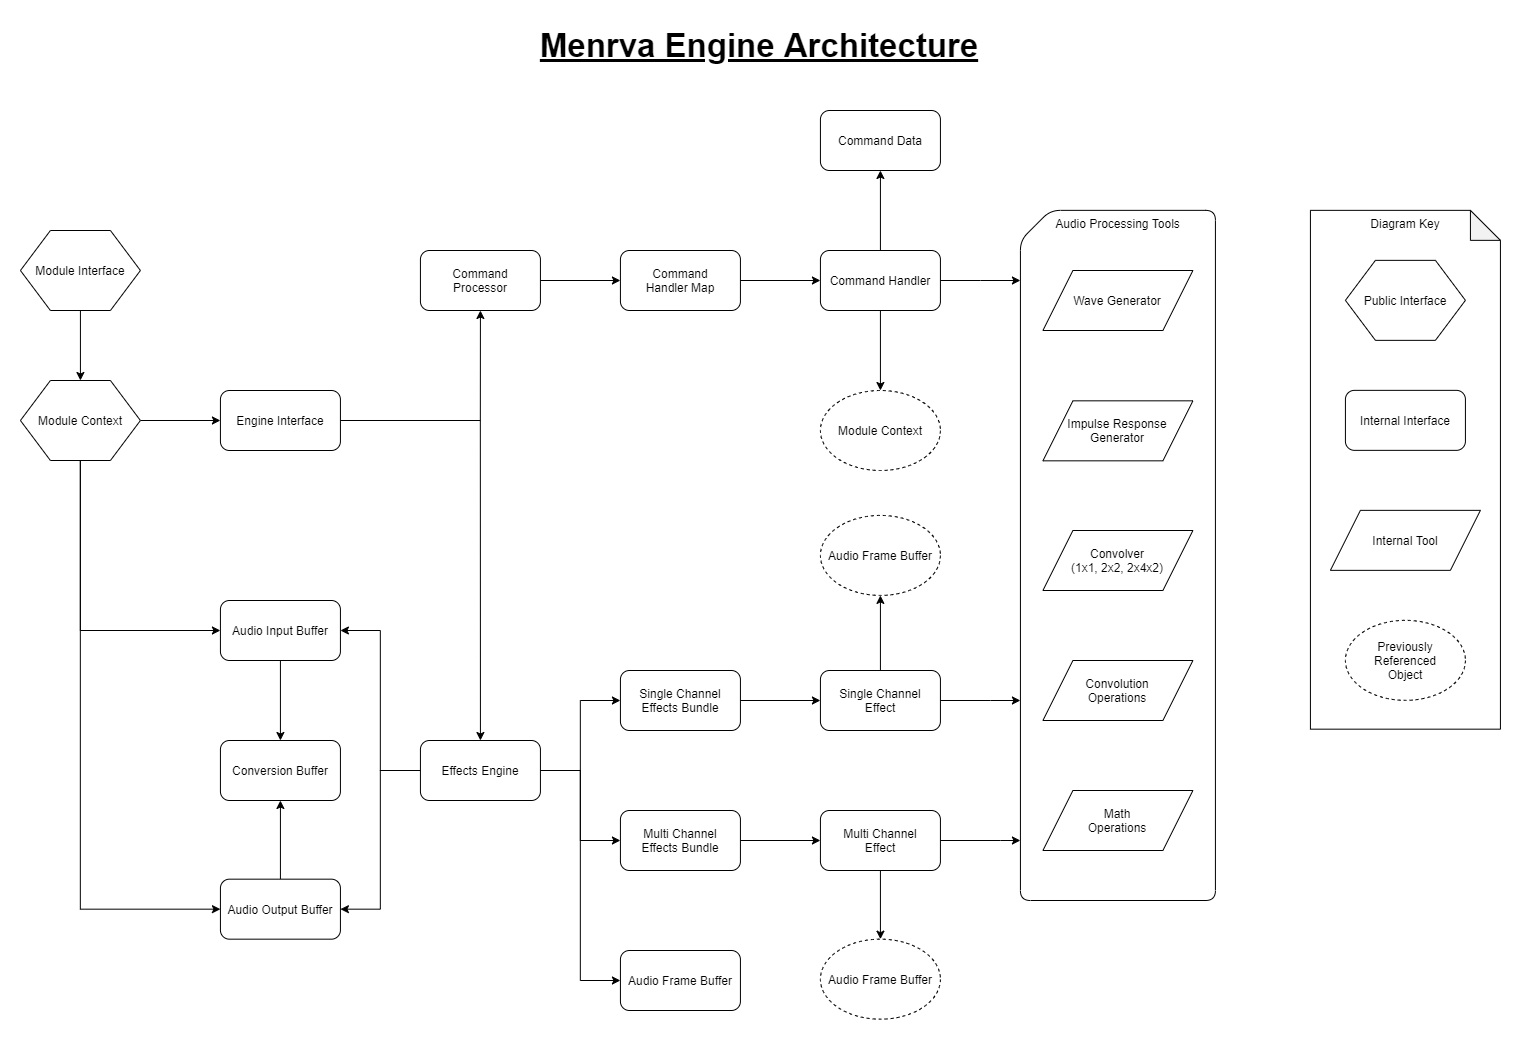 Menrva Engine Architecture
Command Data
Audio Processing Tools
Diagram Key
Module Interface
Command
Processor
Command
Handler Map
Command Handler
Wave Generator
Public Interface
Module Context
Engine Interface
Module Context
Impulse Response
Generator
Internal Interface
Audio Frame Buffer
Convolver
(1x1, 2x2, 2x4x2)
Internal Tool
Audio Input Buffer
Previously
Referenced
Object
Single Channel
Effects Bundle
Single Channel
Effect
Convolution
Operations
Conversion Buffer
Effects Engine
Multi Channel
Effects Bundle
Multi Channel
Effect
Math
Operations
Audio Output Buffer
Audio Frame Buffer
Audio Frame Buffer